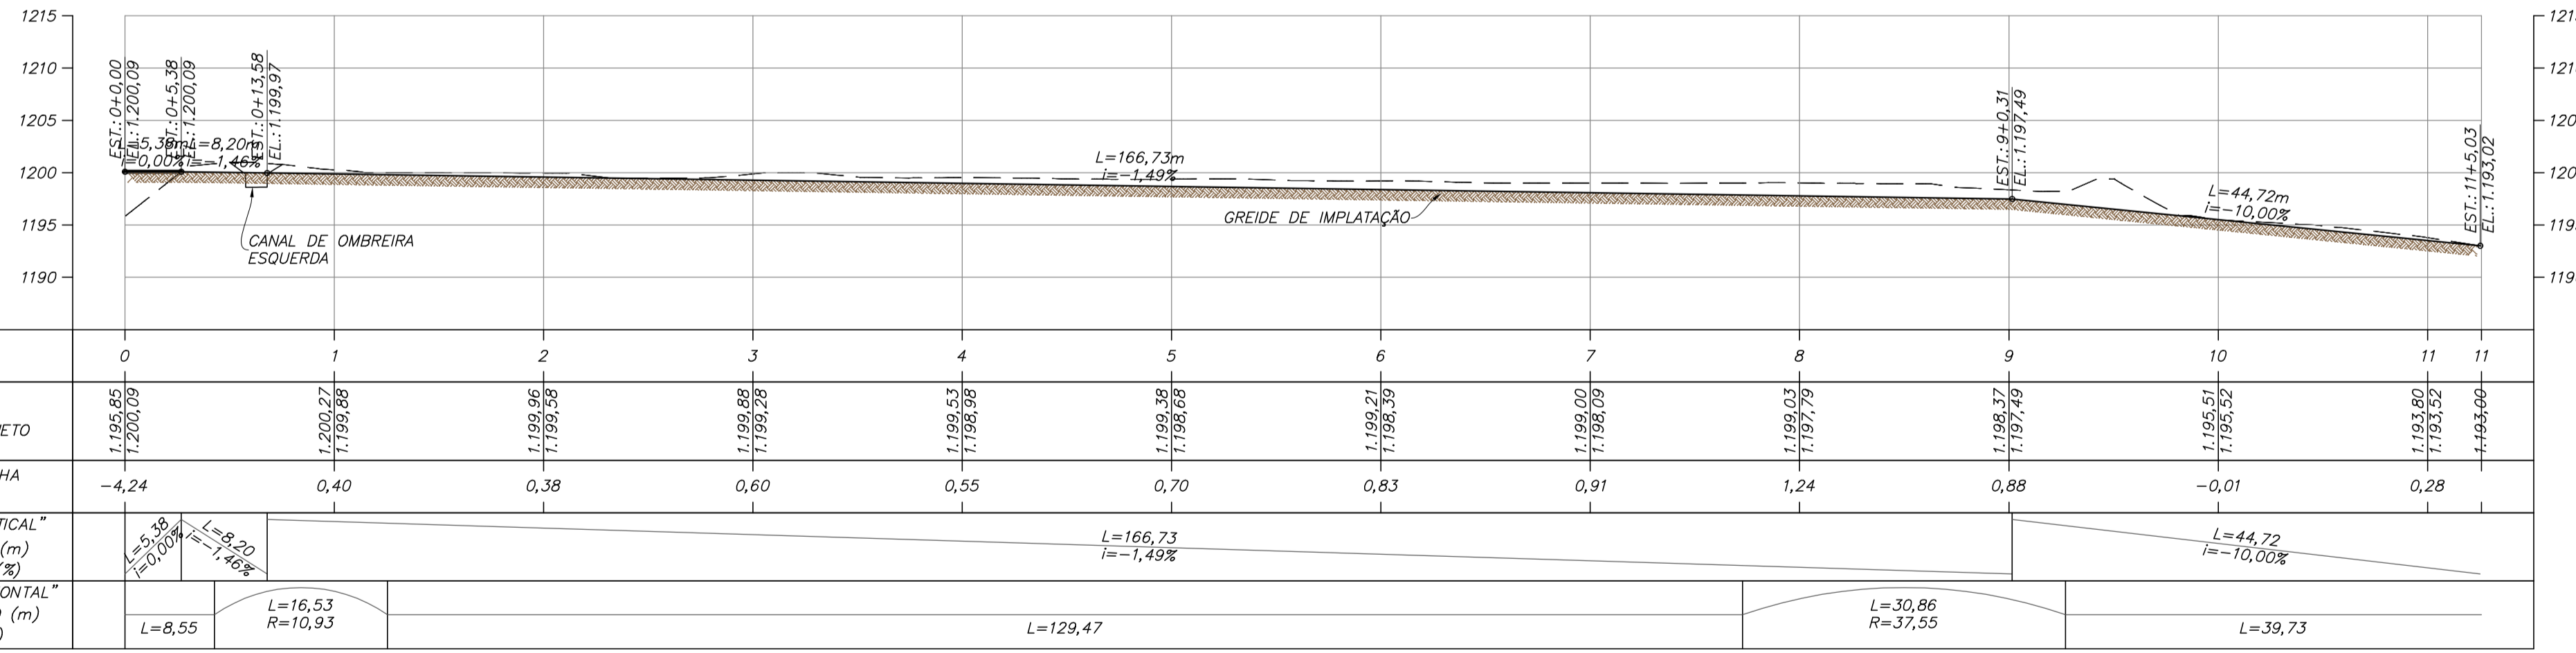 1215
1210
1205
1200
1195
1190
EST.: 0+0,00
EL.: 1.200,09
EST.: 0+5,38
EL.: 1.200,09
EST.: 0+13,58
EL.: 1.199,97
L=5,38m
i=0,00%
L=8,20m
i=-1,46%
CANAL DE OMBREIRA
ESQUERDA
L=166,73m
i=-1,49%
GREIDE DE IMPLATAÇÃO
EST.: 9+0,31
EL.: 1.197,49
L=44,72m
i=-10,00%
EST.: 11+5,03
EL.: 1.193,02
121
121
120
120
119
119
0 1 2 3 4 5 6 7 8 9 10 11 11
JETO
1.195,85
1.200,09
1.200,27
1.199,88
1.199,96
1.199,58
1.199,88
1.199,28
1.199,53
1.198,98
1.199,38
1.198,68
1.199,21
1.198,39
1.199,00
1.198,09
1.199,03
1.197,79
1.198,37
1.197,49
1.195,51
1.195,52
1.193,80
1.193,52
1.193,00
HA
-4,24 0,40 0,38 0,60 0,55 0,70 0,83 0,91 1,24 0,88 -0,01 0,28
TICAL"
(m)
(%)
L=5,38
i=0,00%
L=8,20
i=-1,46%
L=166,73
i=-1,49%
L=44,72
i=-10,00%
ONTAL"
(m)
)
L=8,55
L=16,53
R=10,93
L=129,47
L=30,86
R=37,55
L=39,73